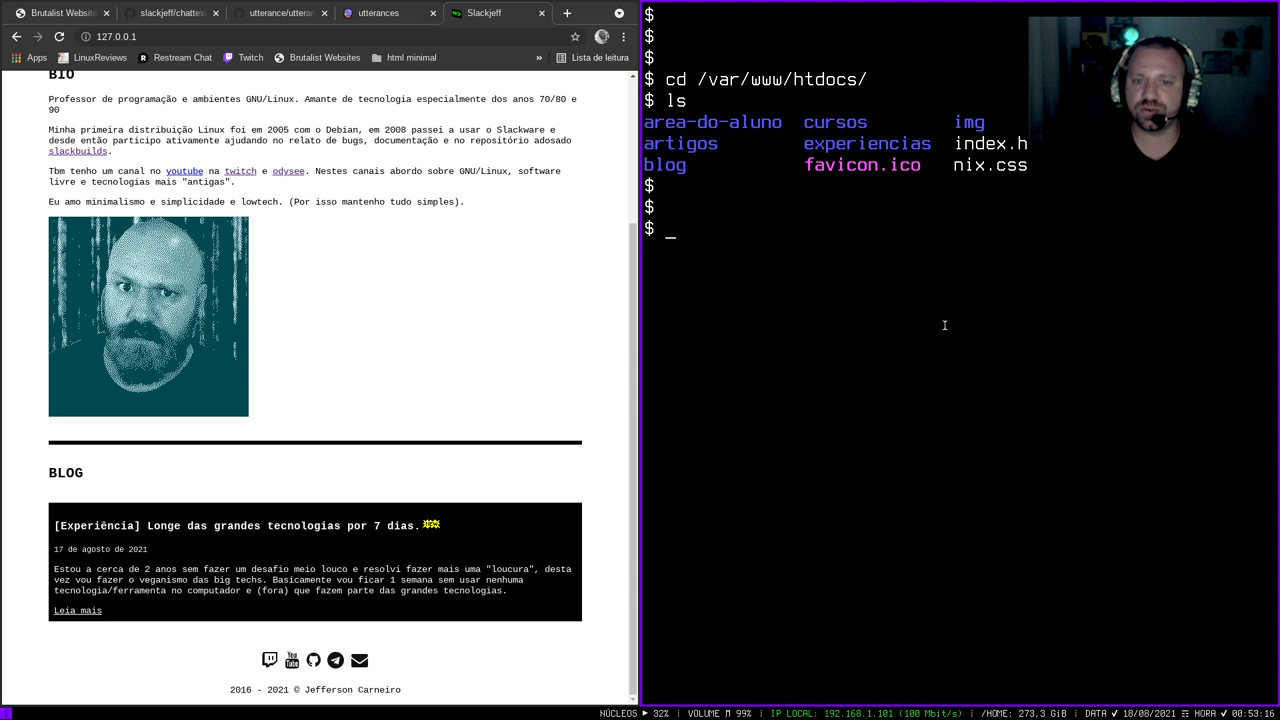 Brutalist Website
slackjeff/chattes
utterance/utteran
utterances
Slackjeff
127.0.0.1
Apps
LinuxReviews
Restream Chat
Twitch
Brutalist Websites
html minimal
»
Lista de leitura
BIO
Professor de programação e ambientes GNU/Linux. Amante de tecnologia especialmente dos anos 70/80 e
90
Minha primeira distribuição Linux foi em 2005 com o Debian, em 2008 passei a usar o Slackware e
desde então participo ativamente ajudando no relato de bugs, documentação e no repositório adosado
slackbuilds.
Tbm tenho um canal no youtube na twitch e odysee. Nestes canais abordo sobre GNU/Linux, software
livre e tecnologias mais "antigas".
Eu amo minimalismo e simplicidade e lowtech. (Por isso mantenho tudo simples).
BLOG
[Experiência] Longe das grandes tecnologias por 7 dias.
17 de agosto de 2021
Estou a cerca de 2 anos sem fazer um desafio meio louco e resolvi fazer mais uma "loucura", desta
vez vou fazer o veganismo das big techs. Basicamente vou ficar 1 semana sem usar nenhuma
tecnologia/ferramenta no computador e (fora) que fazem parte das grandes tecnologias.
Leia mais
2016 - 2021 © Jefferson Carneiro
$
$
$
$ cd /var/www/htdocs/
$ ls
area-do-aluno cursos img
artigos experiencias index.h
blog favicon.ico nix.css
$
$
$ _
NÚCLEOS ► 32% ¦ VOLUME 99% ¦ IP LOCAL: 192.168.1.101 (100 Mbit/s) ¦ /HOME: 273,3 GiB ¦ DATA ✔ 18/08/2021 ☴ HORA ✔ 00:53:16